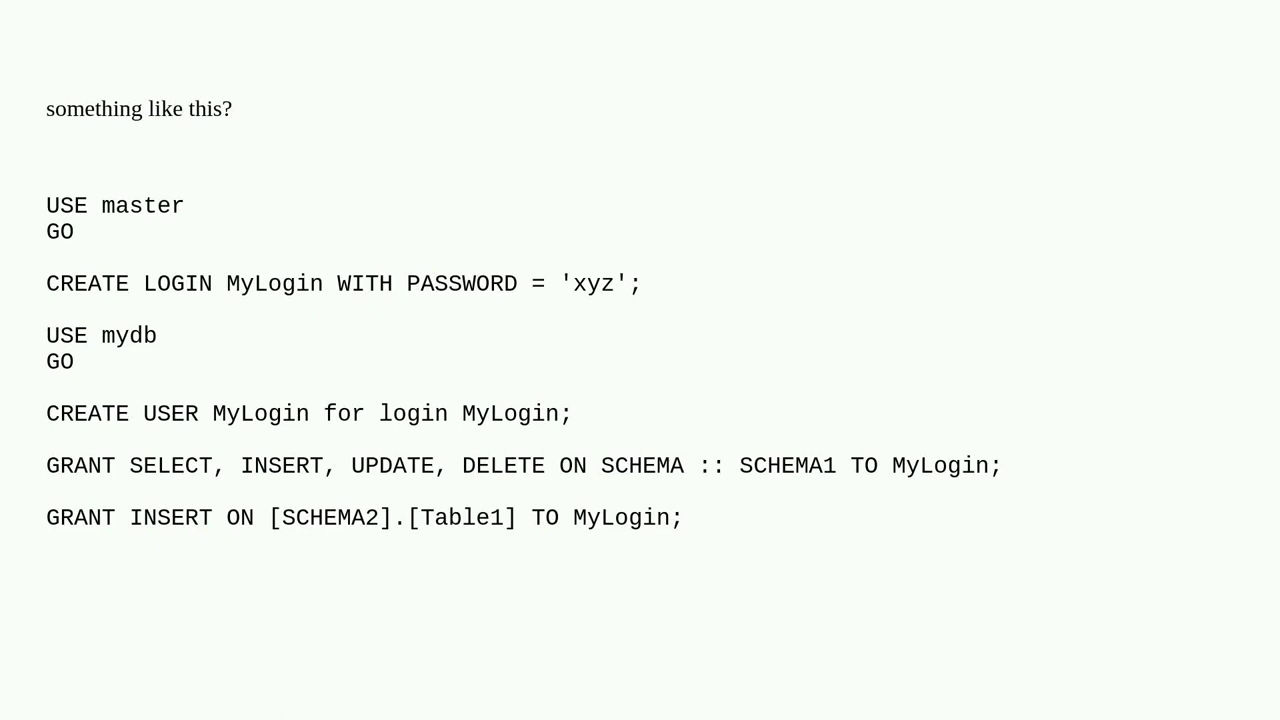 something like this?
USE master
GO
CREATE LOGIN MyLogin WITH PASSWORD = 'xyz';
USE mydb
GO
CREATE USER MyLogin for login MyLogin;
GRANT SELECT, INSERT, UPDATE, DELETE ON SCHEMA :: SCHEMA1 TO MyLogin;
GRANT INSERT ON [SCHEMA2].[Table1] TO MyLogin;